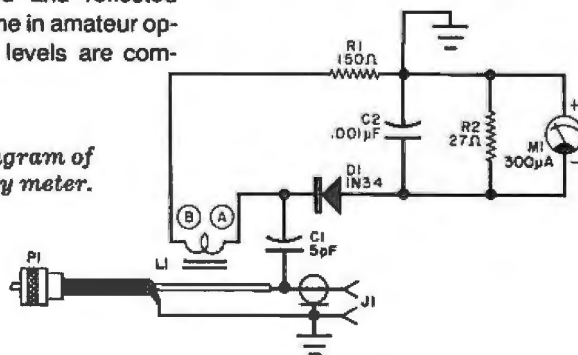 and reflected
ne in amateur op-
levels are com-
gram of
y meter.
R1
150Ω
C2
.001µF
R2
27Ω
+
M1
300µA
-
D1
1N34
B A
L1
C1
5pF
P1
J1